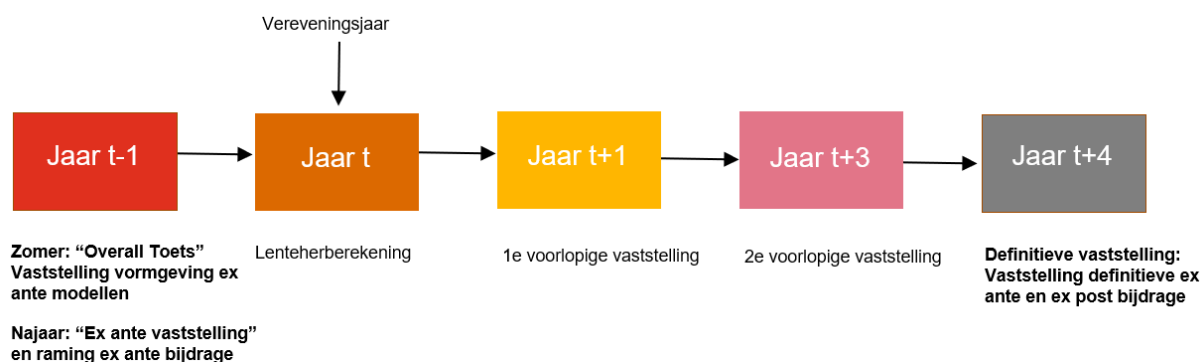 Vereveningsjaar
Jaar t-1
Jaar t
Jaar t+1
Jaar t+3
Jaar t+4
Zomer: “Overall Toets”
Vaststelling vormgeving ex
ante modellen
Najaar: “Ex ante vaststelling”
en raming ex ante bijdrage
Lenteherberekening
1e voorlopige vaststelling
2e voorlopige vaststelling
Definitieve vaststelling:
Vaststelling definitieve ex
ante en ex post bijdrage